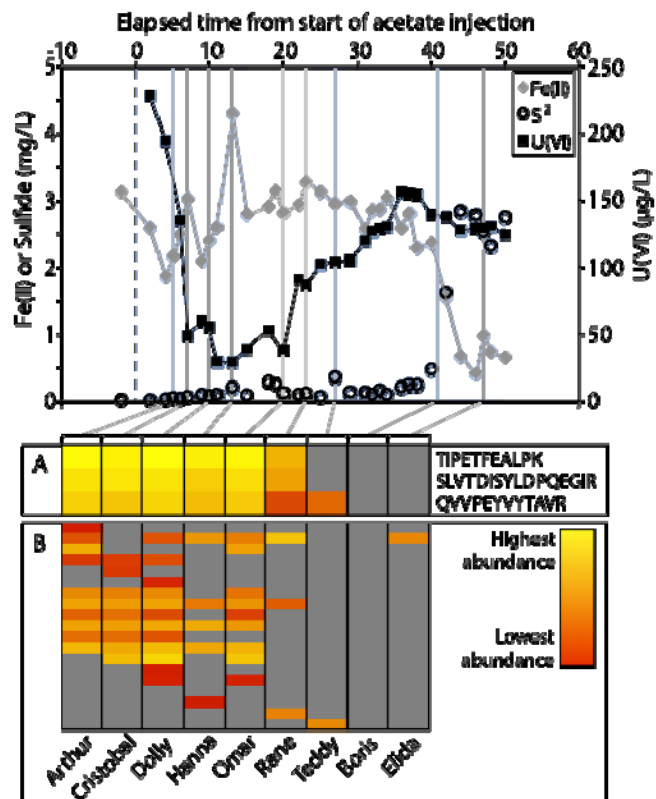 Elapsed time from start of acetate injection
-10 0 10 20 30 40 50 60
5 4 3 2 1 0
Fe(II) or Sulfide (mg/L)
250 200 150 100 50 0
U(VI) (µg/L)
Fe(II)
S²
U(VI)
A
TIPETFEALPK
SLVTDISYLDPQEGIR
QVVPEYVYTAVR
B
Highest
abundance
Lowest
abundance
Arthur
Cristobal
Dolly
Hanna
Omar
Rene
Teddy
Boris
Elida